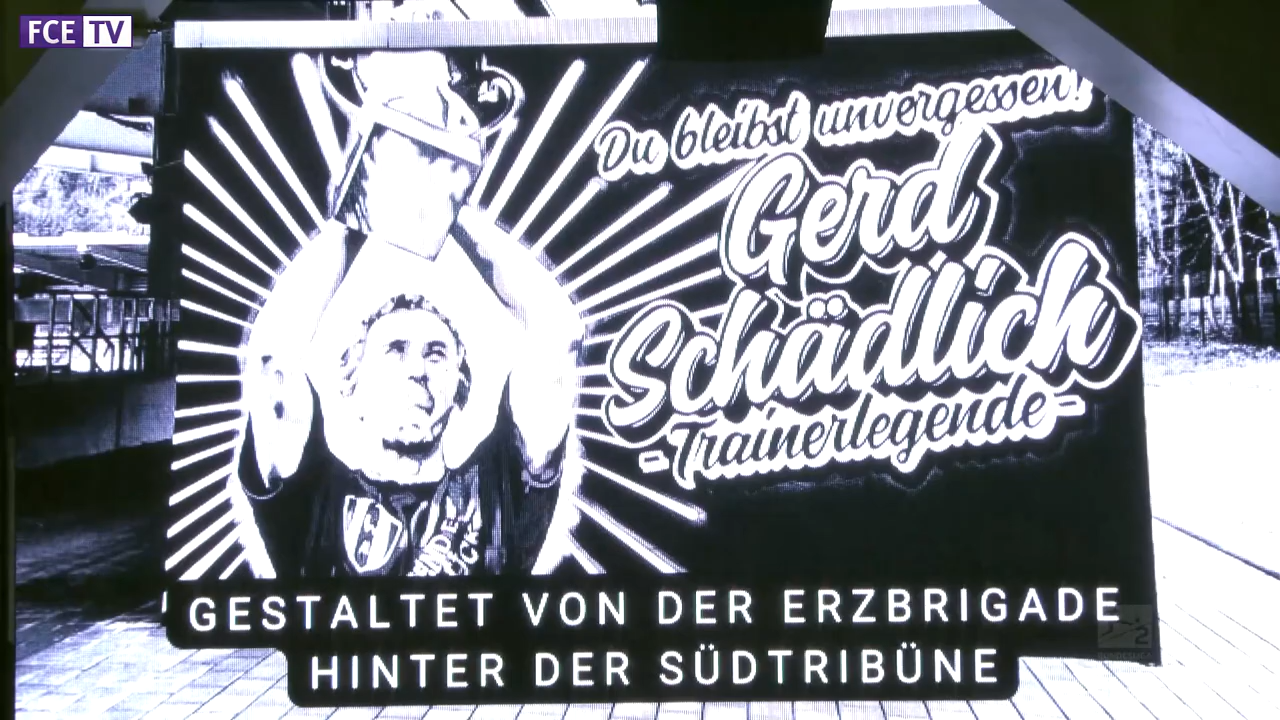 FCE TV
Du bleibst unvergessen!
Gerd
Schädlich
-Trainerlegende-
GESTALTET VON DER ERZBRIGADE
HINTER DER SÜDTRIBÜNE